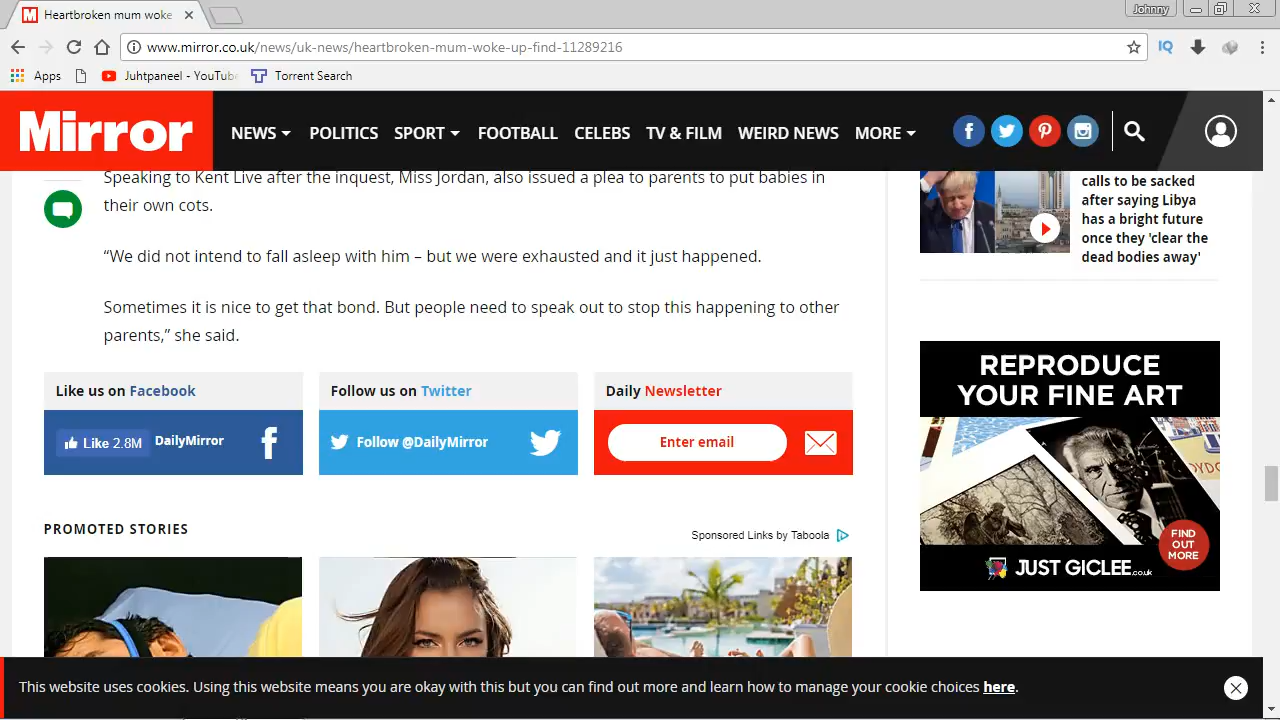 Heartbroken mum woke
Johnny
www.mirror.co.uk/news/uk-news/heartbroken-mum-woke-up-find-11289216
Apps
Juhtpaneel - YouTube
Torrent Search
Mirror
NEWS
POLITICS
SPORT
FOOTBALL
CELEBS
TV & FILM
WEIRD NEWS
MORE
Speaking to Kent Live after the inquest, Miss Jordan, also issued a plea to parents to put babies in
their own cots.
“We did not intend to fall asleep with him – but we were exhausted and it just happened.
Sometimes it is nice to get that bond. But people need to speak out to stop this happening to other
parents,” she said.
calls to be sacked
after saying Libya
has a bright future
once they 'clear the
dead bodies away'
Like us on Facebook
Like 2.8M
DailyMirror
Follow us on Twitter
Follow @DailyMirror
Daily Newsletter
Enter email
REPRODUCE
YOUR FINE ART
FIND
OUT
MORE
JUST GICLEE.co.uk
PROMOTED STORIES
Sponsored Links by Taboola
This website uses cookies. Using this website means you are okay with this but you can find out more and learn how to manage your cookie choices here.